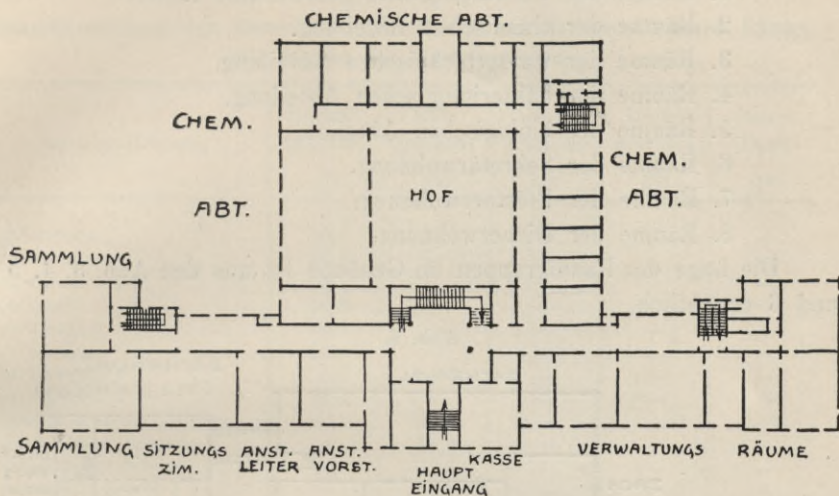 CHEMISCHE ABT.
CHEM.
ABT.
HOF
CHEM.
ABT.
SAMMLUNG
SAMMLUNG
SITZUNGS
ZIM.
ANST.
LEITER
ANST.
VORST.
HAUPT
EINGANG
KASSE
VERWALTUNGS
RÄUME